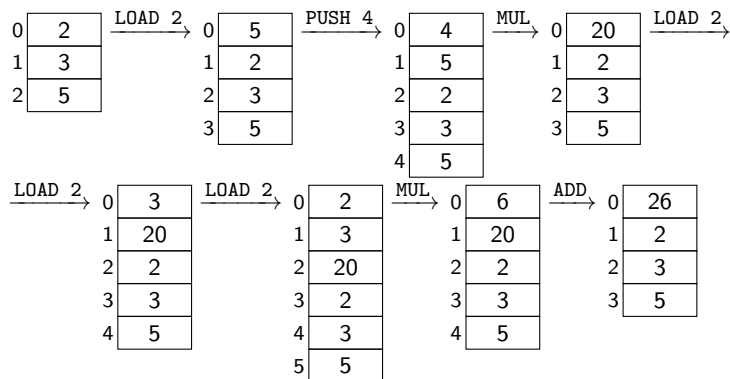 LOAD 2 PUSH 4 MUL LOAD 2
0 2 0 5 0 4 0 20
1 3 1 2 1 5 1 2
2 5 2 3 2 2 2 3
3 5 3 3 3 5
4 5
LOAD 2 LOAD 2 MUL ADD
0 3 0 2 0 6 0 26
1 20 1 3 1 20 1 2
2 2 2 20 2 2 2 3
3 3 3 2 3 3 3 5
4 5 4 3 4 5
5 5